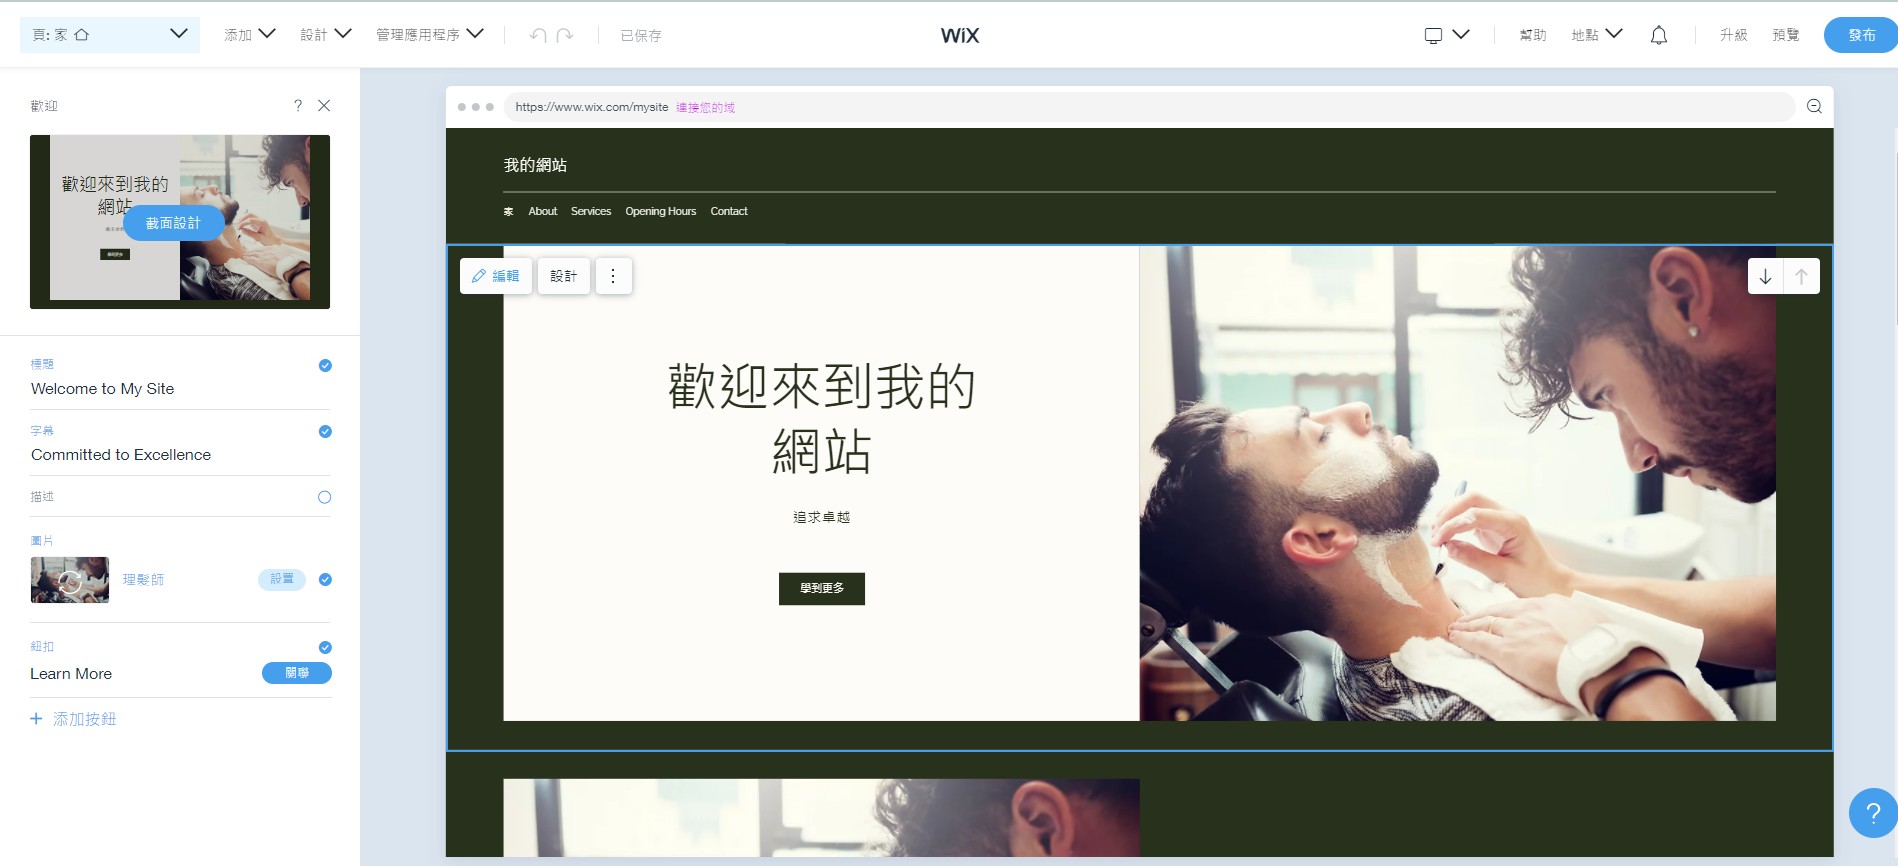 頁: 家
添加
設計
管理應用程序
已保存
WiX
幫助
地點
升級
預覽
發布
歡迎
?
歡迎來到我的
網站
截面設計
學到更多
標題
Welcome to My Site
字幕
Committed to Excellence
描述
圖片
理髮師
設置
鈕扣
Learn More
關聯
+ 添加按鈕
https://www.wix.com/mysite 連接您的域
我的網站
家 About Services Opening Hours Contact
編輯
設計
歡迎來到我的
網站
追求卓越
學到更多
?